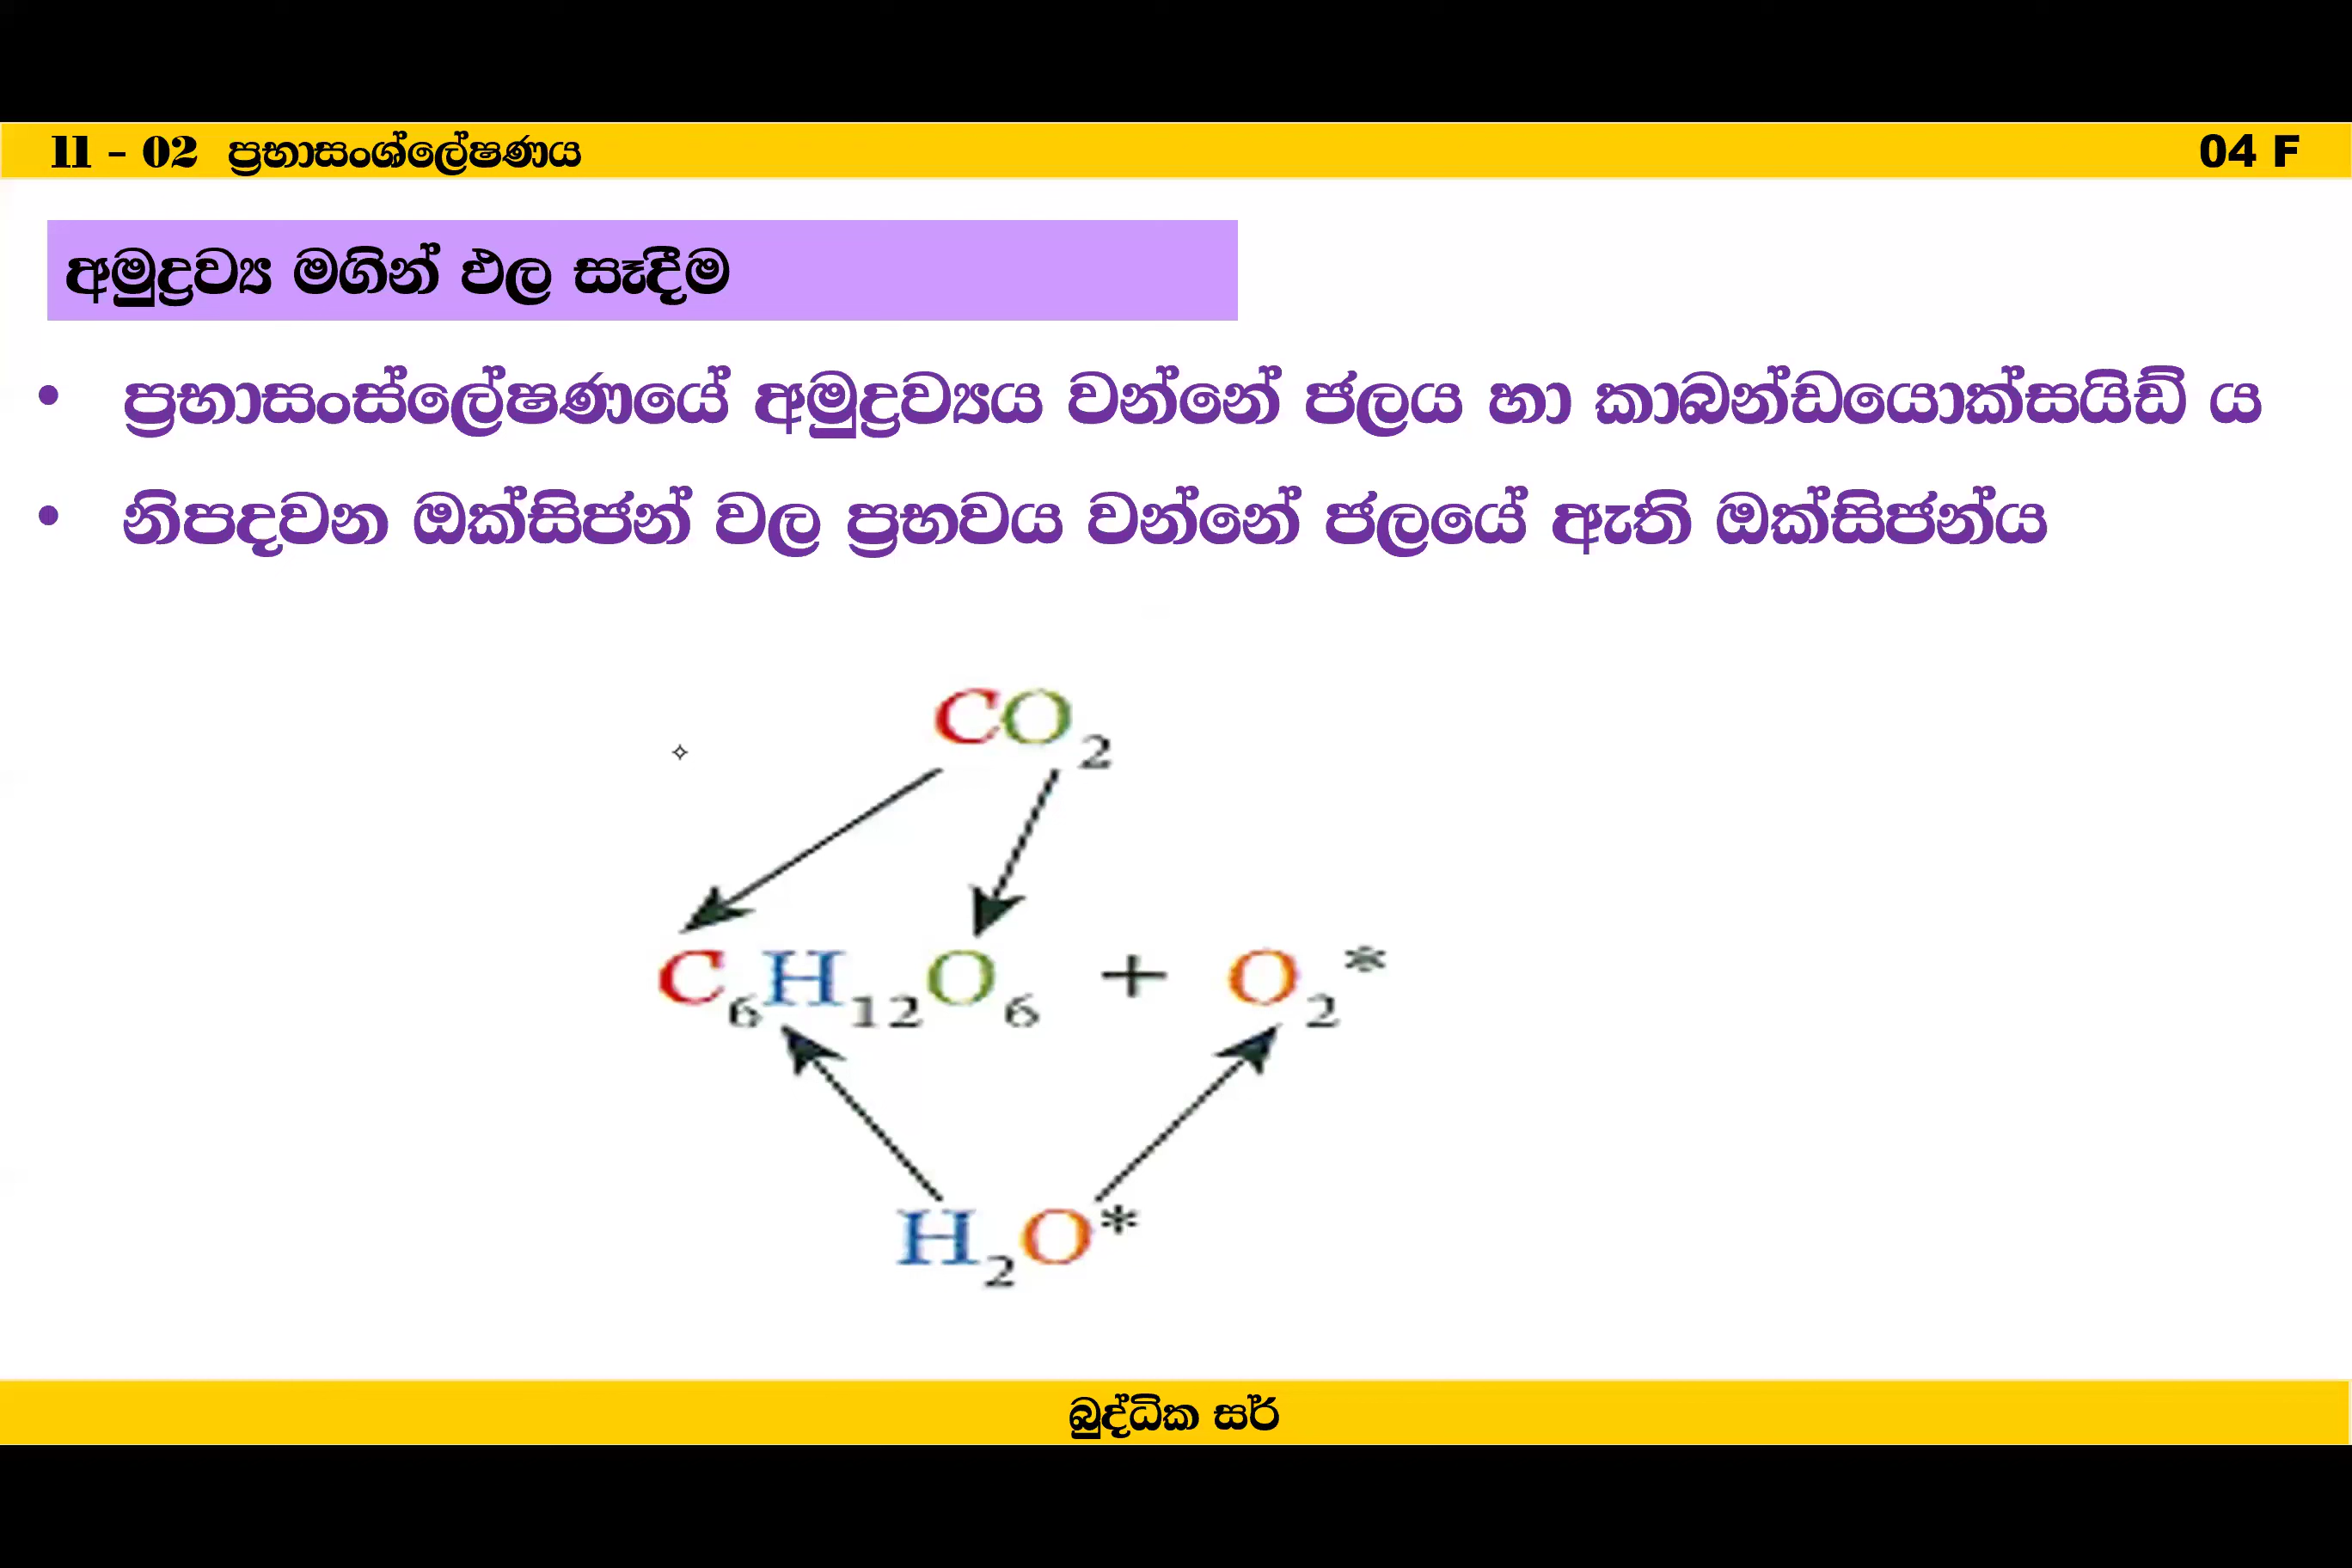 11 - 02 ප්‍රභාසංශ්ලේෂණය
04 F
අමුද්‍රව්‍ය මගින් ඵල සෑදීම
• ප්‍රභාසංස්ලේෂණයේ අමුද්‍රව්‍යය වන්නේ ජලය හා කාබන්ඩයොක්සයිඩ් ය
• නිපදවන ඔක්සිජන් වල ප්‍රභවය වන්නේ ජලයේ ඇති ඔක්සිජන්ය
CO₂
C₆H₁₂O₆ + O₂*
H₂O*
බුද්ධික සර්